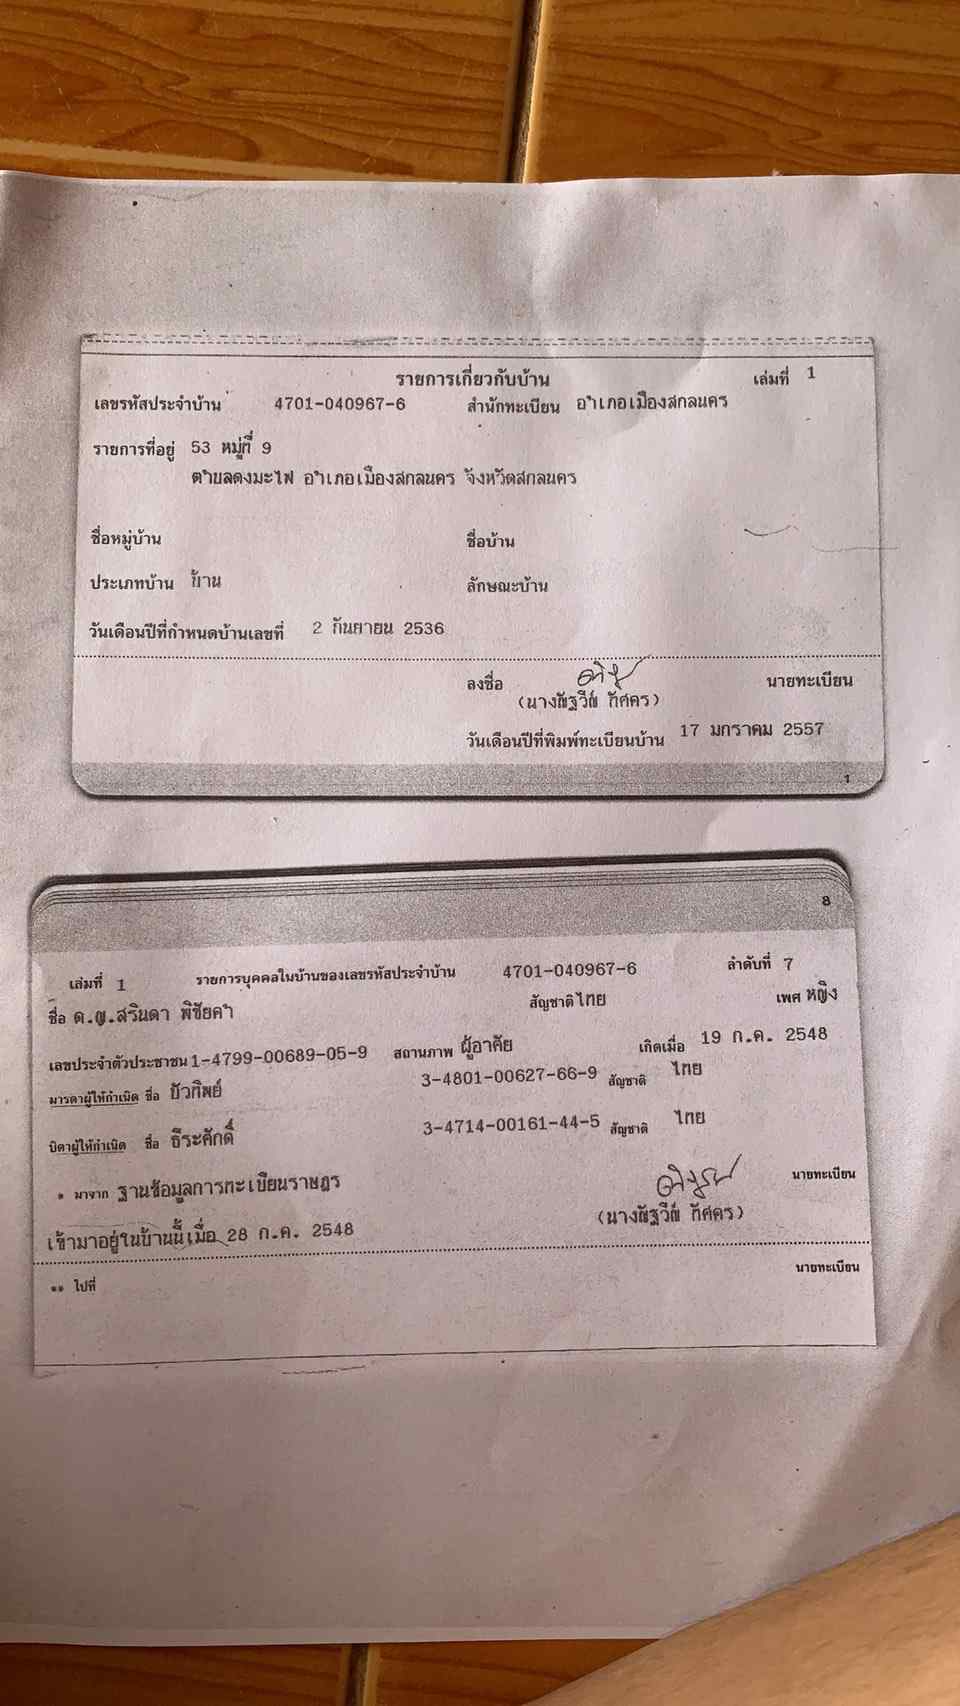 รายการเกี่ยวกับบ้าน เล่มที่ 1
เลขรหัสประจำบ้าน 4701-040967-6 สำนักทะเบียน อำเภอเมืองสกลนคร
รายการที่อยู่ 53 หมู่ที่ 9
ตำบลดงมะไฟ อำเภอเมืองสกลนคร จังหวัดสกลนคร
ชื่อหมู่บ้าน ชื่อบ้าน
ประเภทบ้าน บ้าน ลักษณะบ้าน
วันเดือนปีที่กำหนดบ้านเลขที่ 2 กันยายน 2536
ลงชื่อ นายทะเบียน
(นางณัฐวีณ์ ทัศคร)
วันเดือนปีที่พิมพ์ทะเบียนบ้าน 17 มกราคม 2557
1
8
เล่มที่ 1 รายการบุคคลในบ้านของเลขรหัสประจำบ้าน 4701-040967-6 ลำดับที่ 7
ชื่อ ด.ญ.สรินดา พิชัยคำ สัญชาติ ไทย เพศ หญิง
เลขประจำตัวประชาชน 1-4799-00689-05-9 สถานภาพ ผู้อาศัย เกิดเมื่อ 19 ก.ค. 2548
มารดาผู้ให้กำเนิด ชื่อ บัวทิพย์ 3-4801-00627-66-9 สัญชาติ ไทย
บิดาผู้ให้กำเนิด ชื่อ ธีระศักดิ์ 3-4714-00161-44-5 สัญชาติ ไทย
* มาจาก ฐานข้อมูลการทะเบียนราษฎร นายทะเบียน
(นางณัฐวีณ์ ทัศคร)
เข้ามาอยู่ในบ้านนี้เมื่อ 28 ก.ค. 2548
** ไปที่ นายทะเบียน